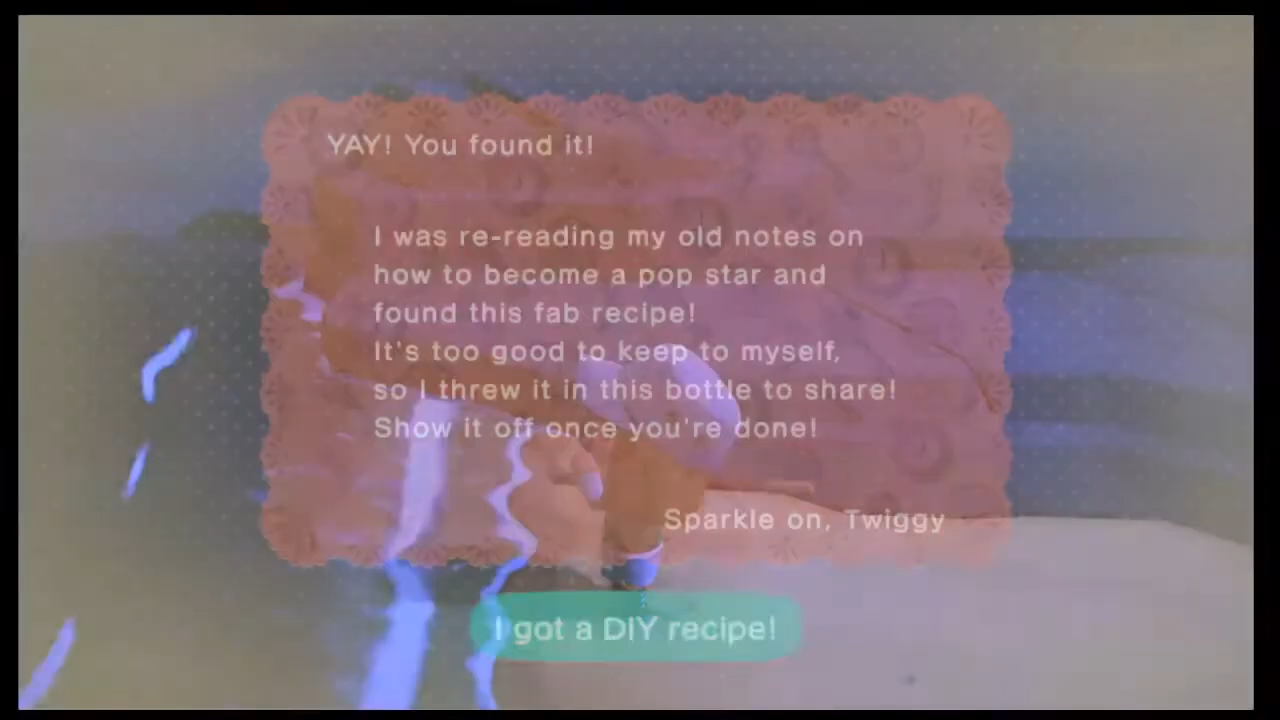 YAY! You found it!
I was re-reading my old notes on
how to become a pop star and
found this fab recipe!
It's too good to keep to myself,
so I threw it in this bottle to share!
Show it off once you're done!
Sparkle on, Twiggy
I got a DIY recipe!